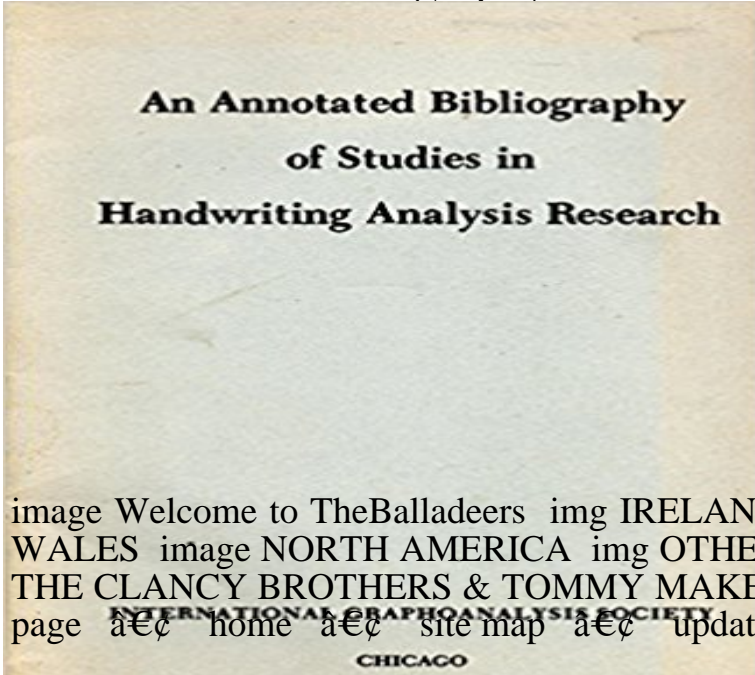 An Annotated Bibliography
of Studies in
Handwriting Analysis Research
image Welcome to TheBalladeers img IRELAN
WALES image NORTH AMERICA img OTHE
THE CLANCY BROTHERS & TOMMY MAKE
INTERNATIONAL GRAPHOANALYSIS SOCIETY
page â€¢ home â€¢ site map â€¢ updat
CHICAGO